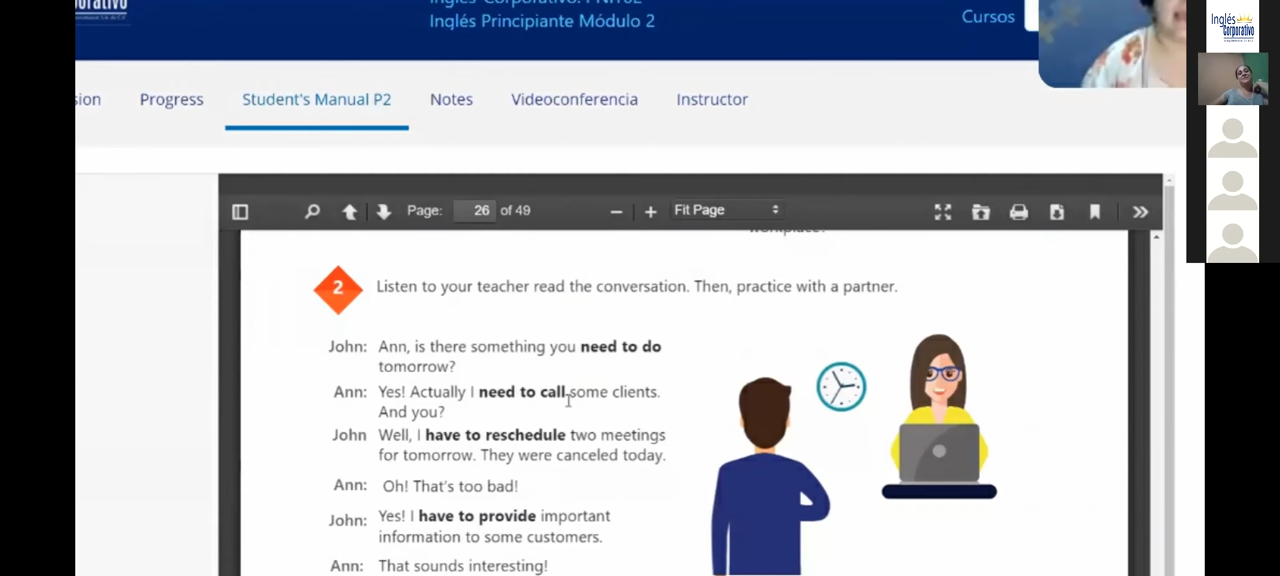 Inglés Principiante Módulo 2
Cursos
Inglés
Corporativo
Progress
Student's Manual P2
Notes
Videoconferencia
Instructor
Page: 26 of 49
Fit Page
2 Listen to your teacher read the conversation. Then, practice with a partner.
John: Ann, is there something you need to do
tomorrow?
Ann: Yes! Actually I need to call some clients.
And you?
John Well, I have to reschedule two meetings
for tomorrow. They were canceled today.
Ann: Oh! That's too bad!
John: Yes! I have to provide important
information to some customers.
Ann: That sounds interesting!